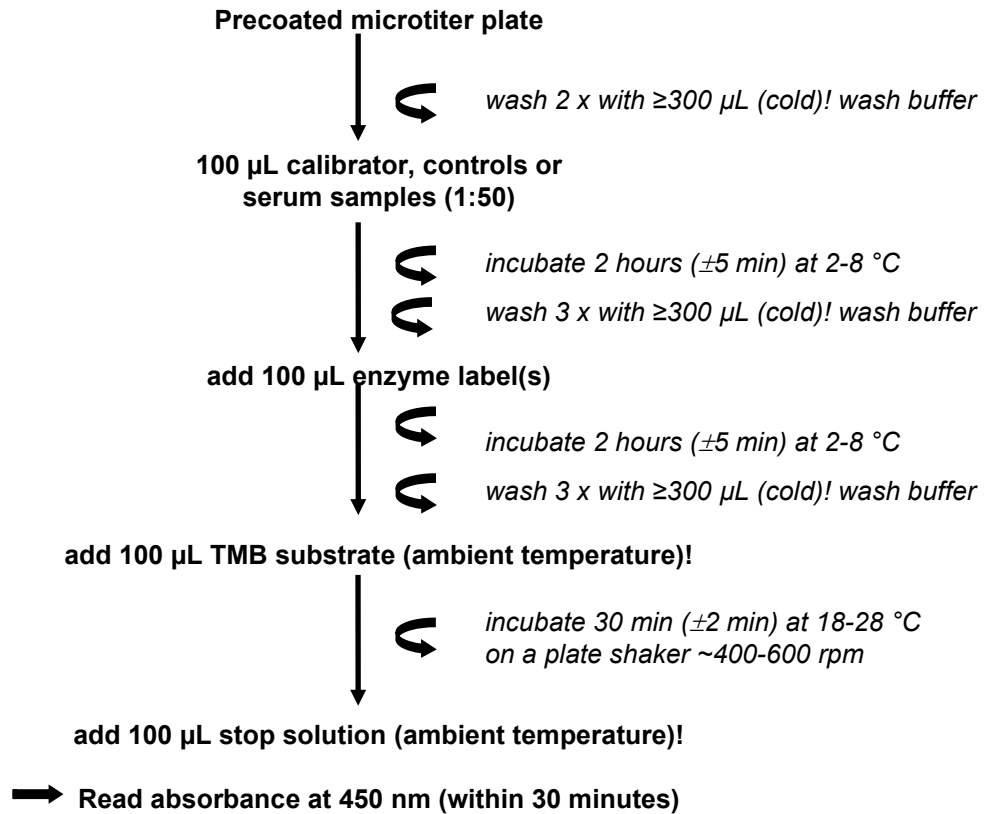 Precoated microtiter plate
wash 2 x with ≥300 µL (cold)! wash buffer
100 µL calibrator, controls or
serum samples (1:50)
incubate 2 hours (±5 min) at 2-8 °C
wash 3 x with ≥300 µL (cold)! wash buffer
add 100 µL enzyme label(s)
incubate 2 hours (±5 min) at 2-8 °C
wash 3 x with ≥300 µL (cold)! wash buffer
add 100 µL TMB substrate (ambient temperature)!
incubate 30 min (±2 min) at 18-28 °C
on a plate shaker ~400-600 rpm
add 100 µL stop solution (ambient temperature)!
Read absorbance at 450 nm (within 30 minutes)